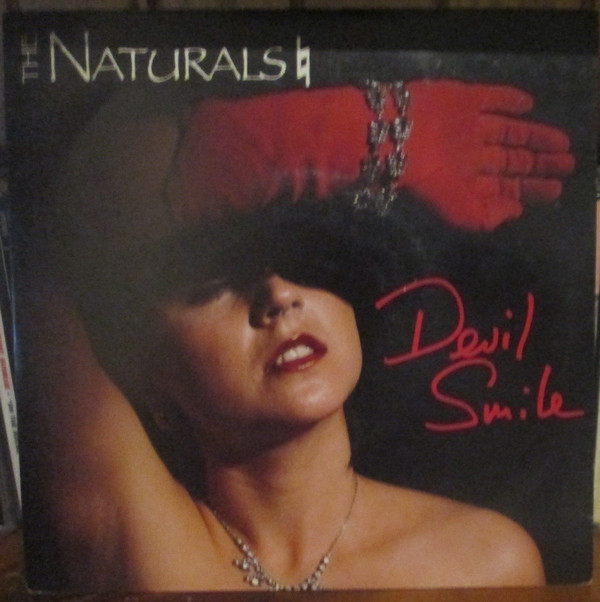 THE NATURALS ♮
Devil
Smile